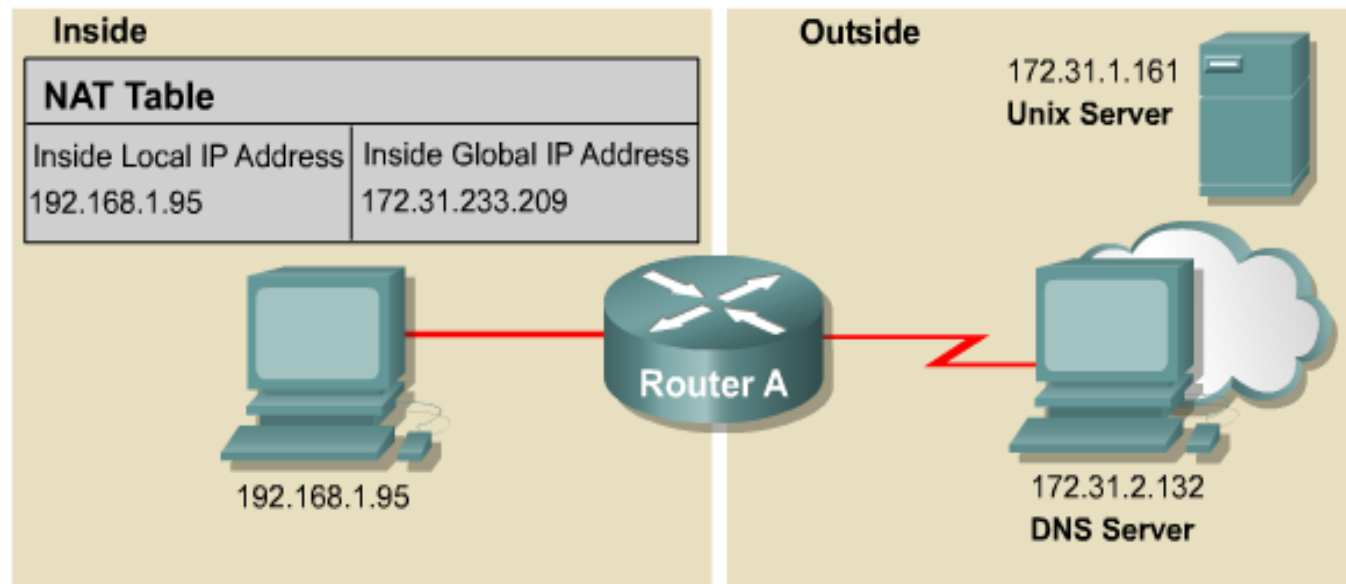 Inside
NAT Table
Inside Local IP Address
192.168.1.95
Inside Global IP Address
172.31.233.209
192.168.1.95
Router A
Outside
172.31.1.161
Unix Server
172.31.2.132
DNS Server